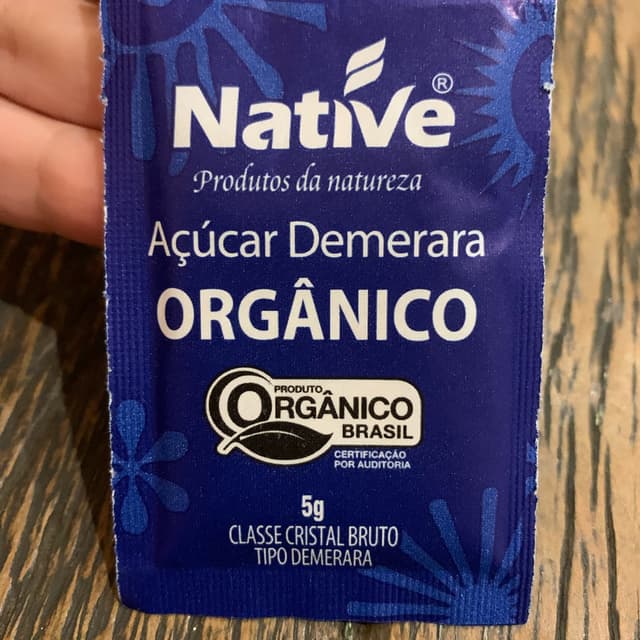 Native®
Produtos da natureza
Açúcar Demerara
ORGÂNICO
PRODUTO
ORGÂNICO
BRASIL
CERTIFICAÇÃO
POR AUDITORIA
5g
CLASSE CRISTAL BRUTO
TIPO DEMERARA